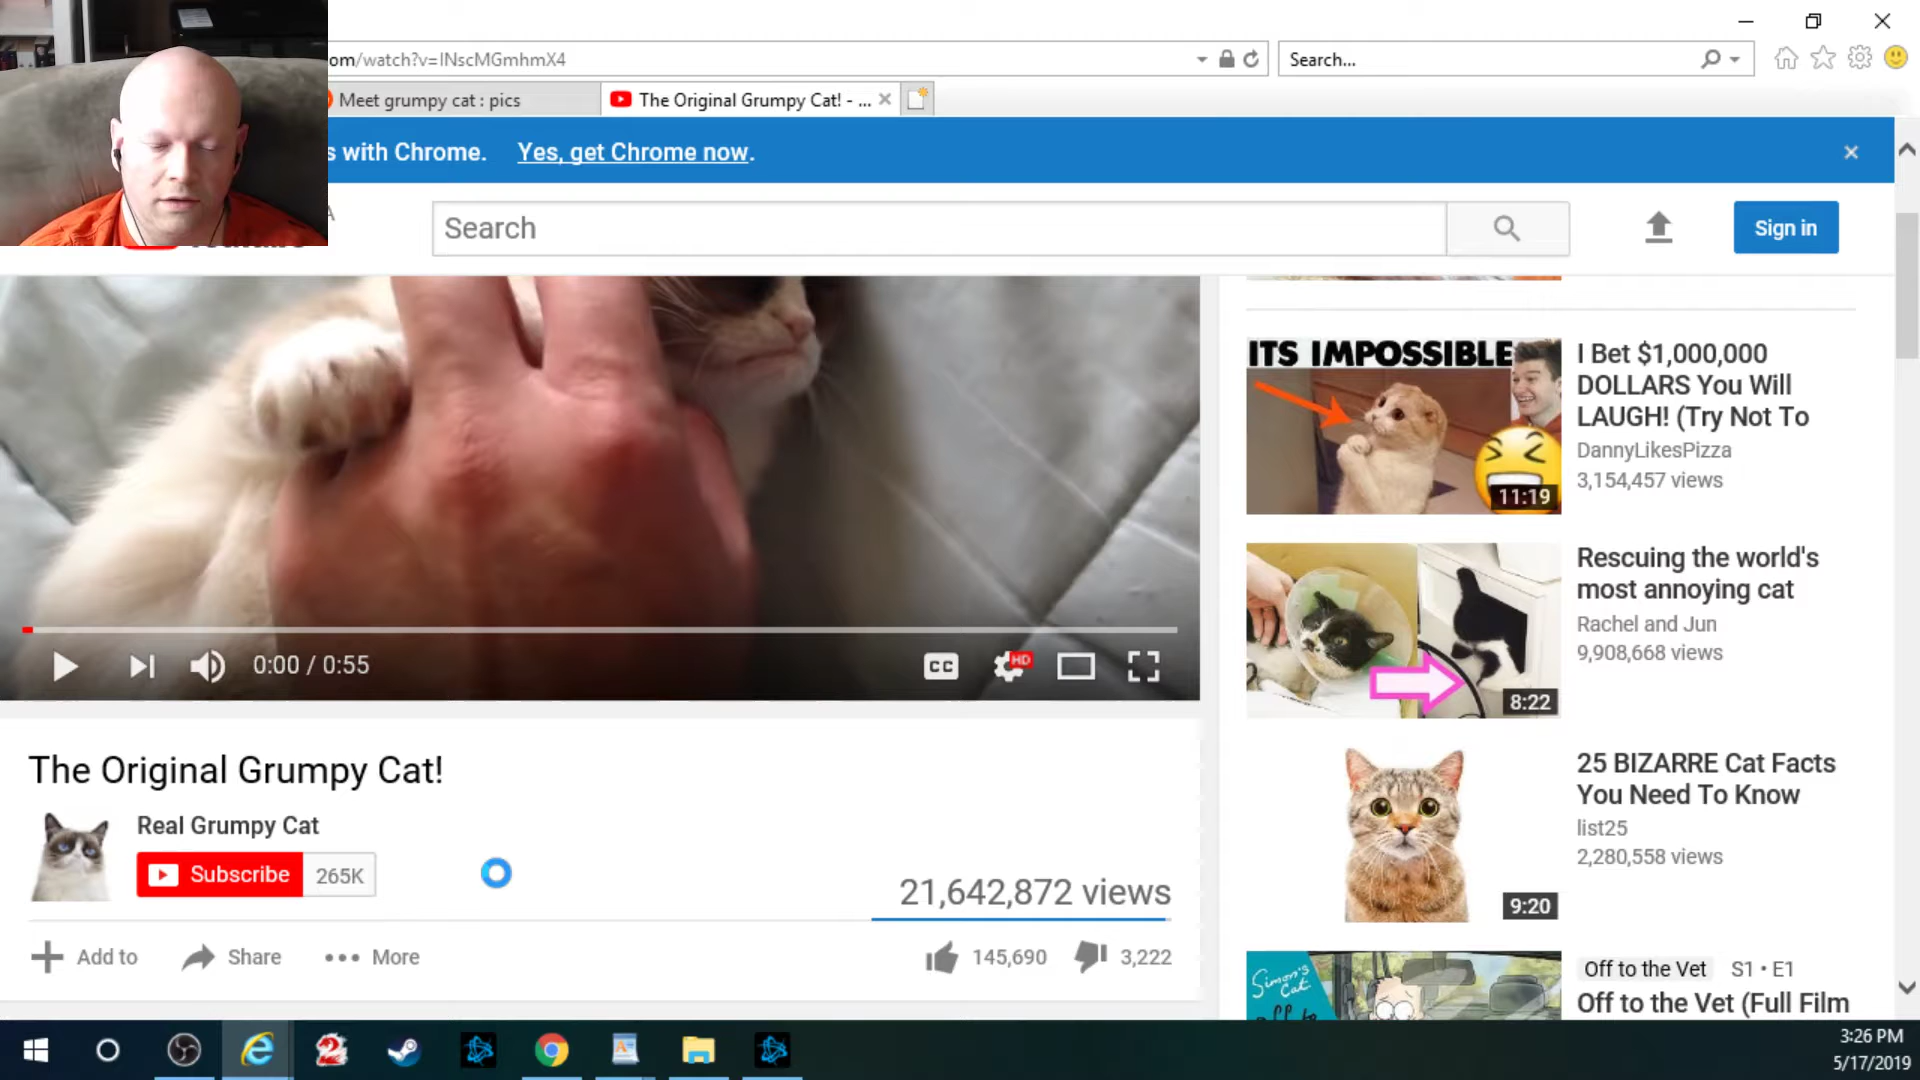 om/watch?v=INscMGmhmX4
Search...
Meet grumpy cat : pics
The Original Grumpy Cat! - ...
s with Chrome. Yes, get Chrome now.
Search
Sign in
ITS IMPOSSIBLE
11:19
I Bet $1,000,000
DOLLARS You Will
LAUGH! (Try Not To
DannyLikesPizza
3,154,457 views
8:22
Rescuing the world's
most annoying cat
Rachel and Jun
9,908,668 views
0:00 / 0:55
CC
HD
The Original Grumpy Cat!
Real Grumpy Cat
Subscribe 265K
21,642,872 views
Add to
Share
More
145,690
3,222
9:20
25 BIZARRE Cat Facts
You Need To Know
list25
2,280,558 views
Simon's
Cat
off to
Off to the Vet S1 • E1
Off to the Vet (Full Film
3:26 PM
5/17/2019